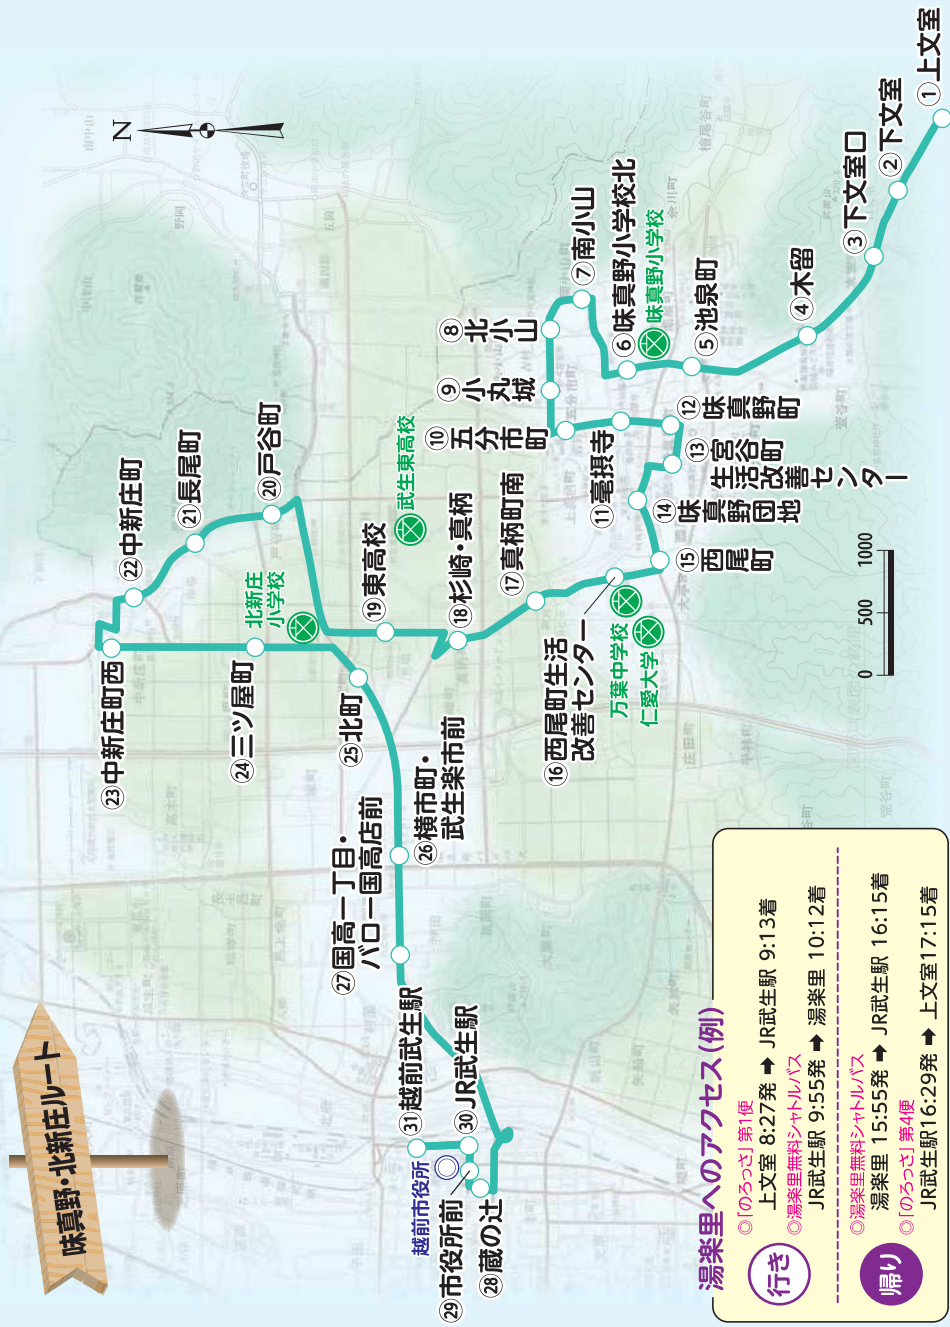 味真野・北新庄ルート
N
①上文室
②下文室
③下文室口
④木留
⑤池泉町
⑥味真野小学校北
味真野小学校
⑦南小山
⑧北小山
⑨小丸城
⑩五分市町
⑪毫摂寺
⑫味真野町
⑬宮谷町
生活改善センター
⑭味真野団地
⑮西尾町
⑯西尾町生活
改善センター
万葉中学校
仁愛大学
⑰真柄町南
⑱杉崎・真柄
⑲東高校
武生東高校
⑳戸谷町
㉑長尾町
㉒中新庄町
㉓中新庄町西
北新庄
小学校
㉔三ツ屋町
㉕北町
㉖横市町・
武生楽市前
㉗国高一丁目・
バロー国高店前
㉘蔵の辻
㉙市役所前
越前市役所
㉚JR武生駅
㉛越前武生駅
0 500 1000
湯楽里へのアクセス(例)
行き
◎「のろっさ」第1便
上文室 8:27発 ➡ JR武生駅 9:13着
◎湯楽里無料シャトルバス
JR武生駅 9:55発 ➡ 湯楽里 10:12着
帰り
◎湯楽里無料シャトルバス
湯楽里 15:55発 ➡ JR武生駅 16:15着
◎「のろっさ」第4便
JR武生駅16:29発 ➡ 上文室17:15着